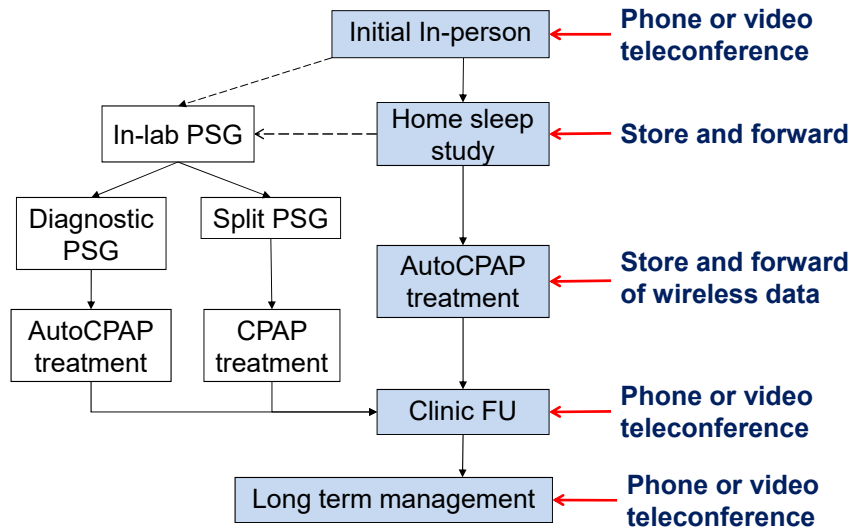 Initial In-person
Phone or video
teleconference
In-lab PSG
Home sleep
study
Store and forward
Diagnostic
PSG
Split PSG
AutoCPAP
treatment
Store and forward
of wireless data
AutoCPAP
treatment
CPAP
treatment
Clinic FU
Phone or video
teleconference
Long term management
Phone or video
teleconference